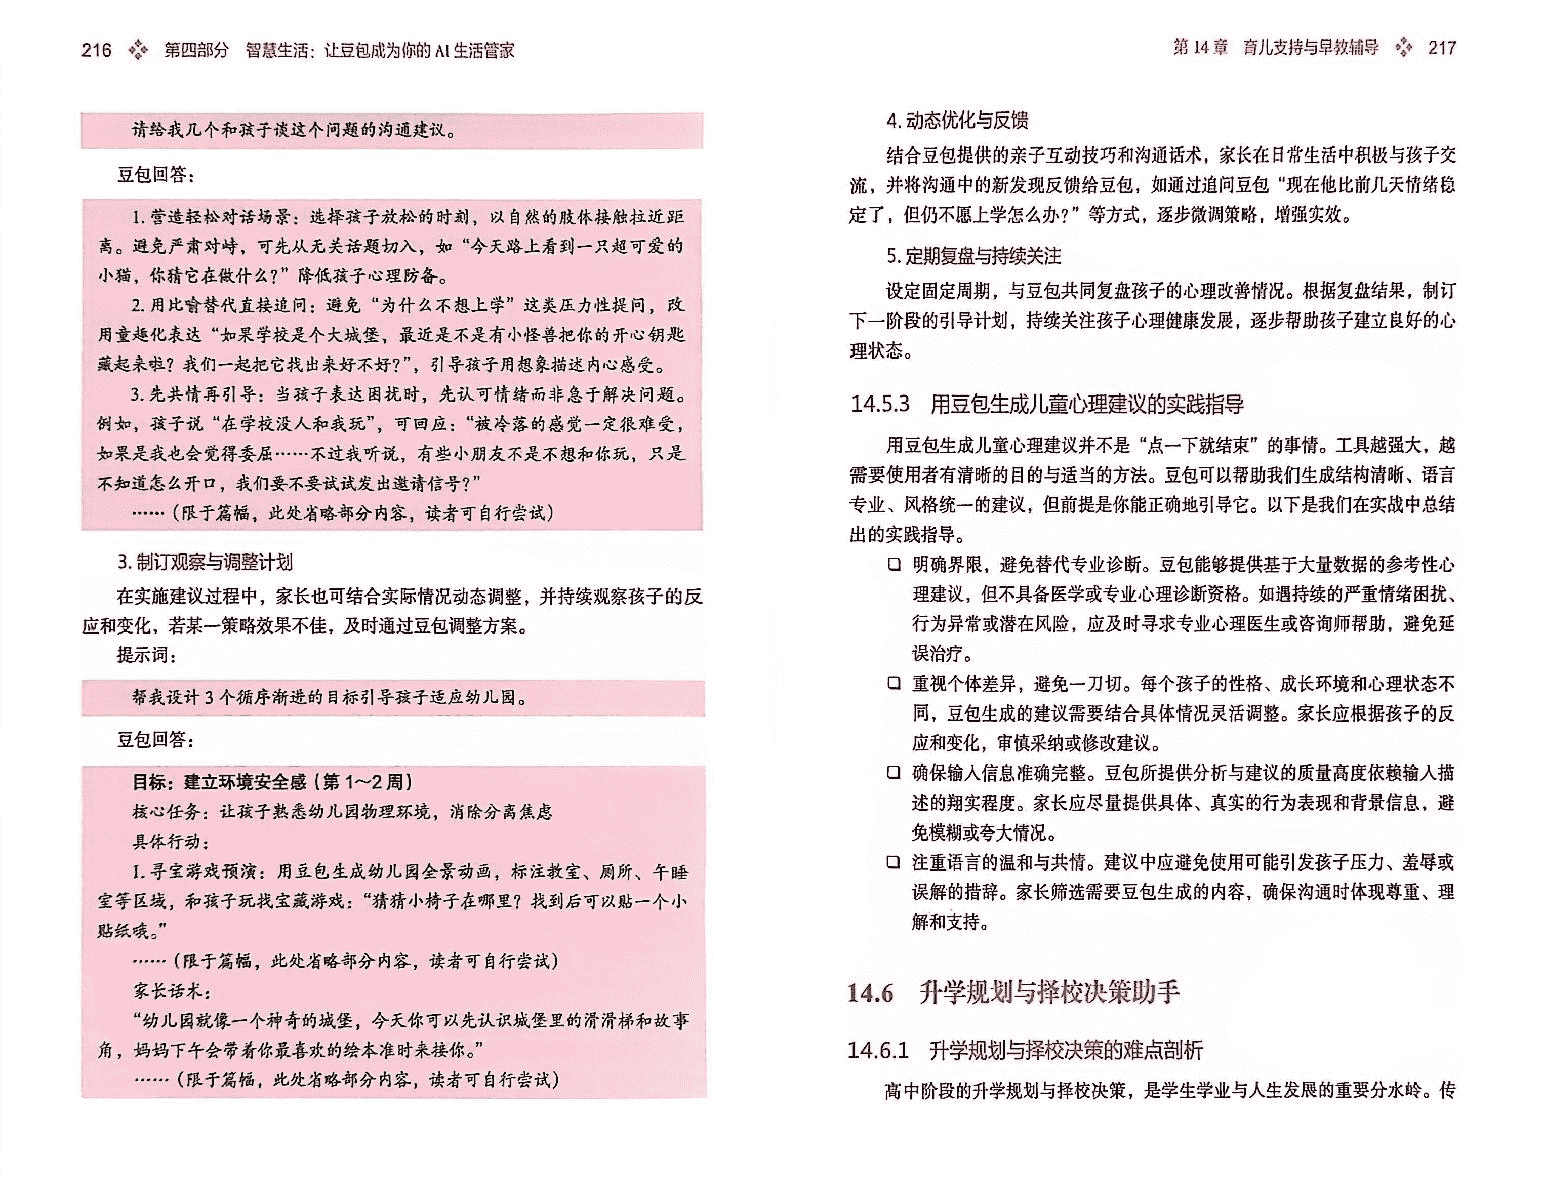 216 第四部分 智慧生活：让豆包成为你的 AI 生活管家
请给我几个和孩子谈这个问题的沟通建议。
豆包回答：
1. 营造轻松对话场景：选择孩子放松的时刻，以自然的肢体接触拉近距
离。避免严肃对峙，可先从无关话题切入，如“今天路上看到一只超可爱的
小猫，你猜它在做什么？”降低孩子心理防备。
2. 用比喻替代直接追问：避免“为什么不想上学”这类压力性提问，改
用童趣化表达“如果学校是个大城堡，最近是不是有小怪兽把你的开心钥匙
藏起来啦？我们一起把它找出来好不好？”，引导孩子用想象描述内心感受。
3. 先共情再引导：当孩子表达困扰时，先认可情绪而非急于解决问题。
例如，孩子说“在学校没人和我玩”，可回应：“被冷落的感觉一定很难受，
如果是我也会觉得委屈……不过我听说，有些小朋友不是不想和你玩，只是
不知道怎么开口，我们要不要试试发出邀请信号？”
……（限于篇幅，此处省略部分内容，读者可自行尝试）
3. 制订观察与调整计划
在实施建议过程中，家长也可结合实际情况动态调整，并持续观察孩子的反
应和变化，若某一策略效果不佳，及时通过豆包调整方案。
提示词：
帮我设计 3 个循序渐进的目标引导孩子适应幼儿园。
豆包回答：
目标：建立环境安全感（第 1～2 周）
核心任务：让孩子熟悉幼儿园物理环境，消除分离焦虑
具体行动：
1. 寻宝游戏预演：用豆包生成幼儿园全景动画，标注教室、厕所、午睡
室等区域，和孩子玩找宝藏游戏：“猜猜小椅子在哪里？找到后可以贴一个小
贴纸哦。”
……（限于篇幅，此处省略部分内容，读者可自行尝试）
家长话术：
“幼儿园就像一个神奇的城堡，今天你可以先认识城堡里的滑滑梯和故事
角，妈妈下午会带着你最喜欢的绘本准时来接你。”
……（限于篇幅，此处省略部分内容，读者可自行尝试）
第 14 章 育儿支持与早教辅导 217
4. 动态优化与反馈
结合豆包提供的亲子互动技巧和沟通话术，家长在日常生活中积极与孩子交
流，并将沟通中的新发现反馈给豆包，如通过追问豆包“现在他比前几天情绪稳
定了，但仍不愿上学怎么办？”等方式，逐步微调策略，增强实效。
5. 定期复盘与持续关注
设定固定周期，与豆包共同复盘孩子的心理改善情况。根据复盘结果，制订
下一阶段的引导计划，持续关注孩子心理健康发展，逐步帮助孩子建立良好的心
理状态。
14.5.3 用豆包生成儿童心理建议的实践指导
用豆包生成儿童心理建议并不是“点一下就结束”的事情。工具越强大，越
需要使用者有清晰的目的与适当的方法。豆包可以帮助我们生成结构清晰、语言
专业、风格统一的建议，但前提是你能正确地引导它。以下是我们在实战中总结
出的实践指导。
❑ 明确界限，避免替代专业诊断。豆包能够提供基于大量数据的参考性心
理建议，但不具备医学或专业心理诊断资格。如遇持续的严重情绪困扰、
行为异常或潜在风险，应及时寻求专业心理医生或咨询师帮助，避免延
误治疗。
❑ 重视个体差异，避免一刀切。每个孩子的性格、成长环境和心理状态不
同，豆包生成的建议需要结合具体情况灵活调整。家长应根据孩子的反
应和变化，审慎采纳或修改建议。
❑ 确保输入信息准确完整。豆包所提供分析与建议的质量高度依赖输入描
述的翔实程度。家长应尽量提供具体、真实的行为表现和背景信息，避
免模糊或夸大情况。
❑ 注重语言的温和与共情。建议中应避免使用可能引发孩子压力、羞辱或
误解的措辞。家长筛选需要豆包生成的内容，确保沟通时体现尊重、理
解和支持。
14.6 升学规划与择校决策助手
14.6.1 升学规划与择校决策的难点剖析
高中阶段的升学规划与择校决策，是学生学业与人生发展的重要分水岭。传